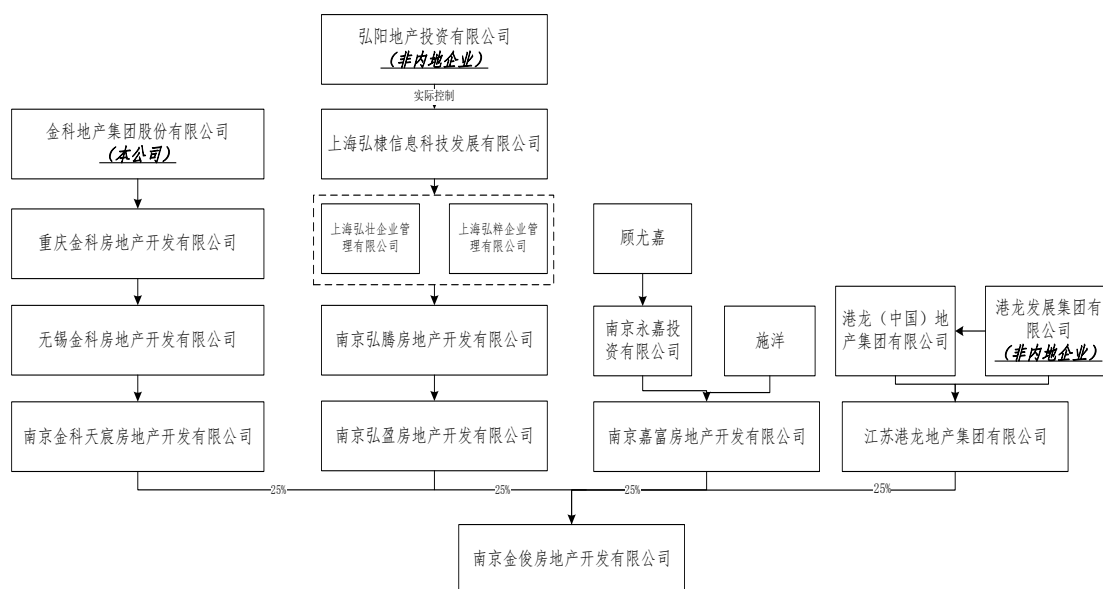 弘阳地产投资有限公司
（非内地企业）
实际控制
金科地产集团股份有限公司
（本公司）
上海弘棣信息科技发展有限公司
重庆金科房地产开发有限公司
上海弘壮企业管
理有限公司
上海弘粹企业管
理有限公司
顾尤嘉
无锡金科房地产开发有限公司
南京弘腾房地产开发有限公司
南京永嘉投
资有限公司
施洋
港龙（中国）地
产集团有限公司
港龙发展集团有
限公司
（非内地企业）
南京金科天宸房地产开发有限公司
南京弘盈房地产开发有限公司
南京嘉富房地产开发有限公司
江苏港龙地产集团有限公司
25%
25%
25%
25%
南京金俊房地产开发有限公司